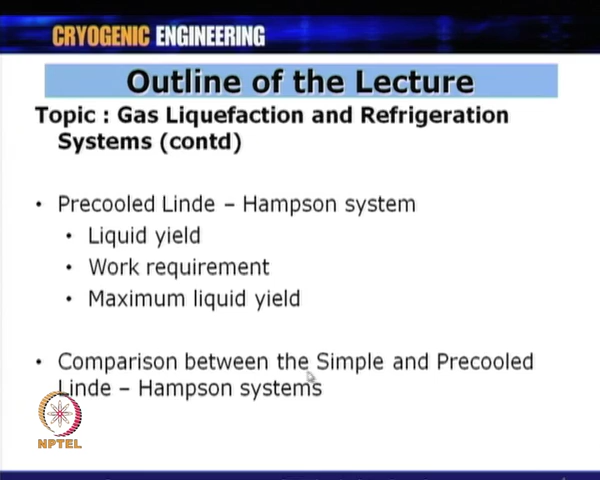 CRYOGENIC ENGINEERING
Outline of the Lecture
Topic : Gas Liquefaction and Refrigeration
Systems (contd)
• Precooled Linde – Hampson system
• Liquid yield
• Work requirement
• Maximum liquid yield
• Comparison between the Simple and Precooled
Linde – Hampson systems
NPTEL